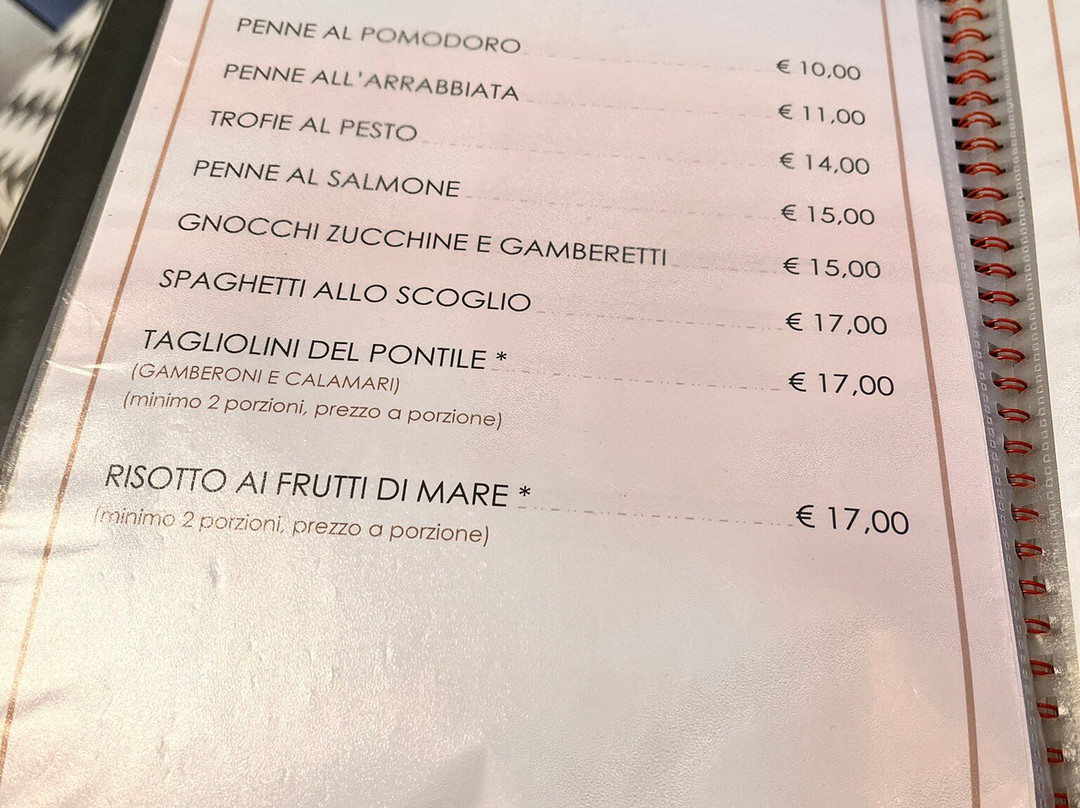 PENNE AL POMODORO € 10,00
PENNE ALL'ARRABBIATA € 11,00
TROFIE AL PESTO € 14,00
PENNE AL SALMONE € 15,00
GNOCCHI ZUCCHINE E GAMBERETTI € 15,00
SPAGHETTI ALLO SCOGLIO € 17,00
TAGLIOLINI DEL PONTILE * € 17,00
(GAMBERONI E CALAMARI)
(minimo 2 porzioni, prezzo a porzione)
RISOTTO AI FRUTTI DI MARE * € 17,00
(minimo 2 porzioni, prezzo a porzione)